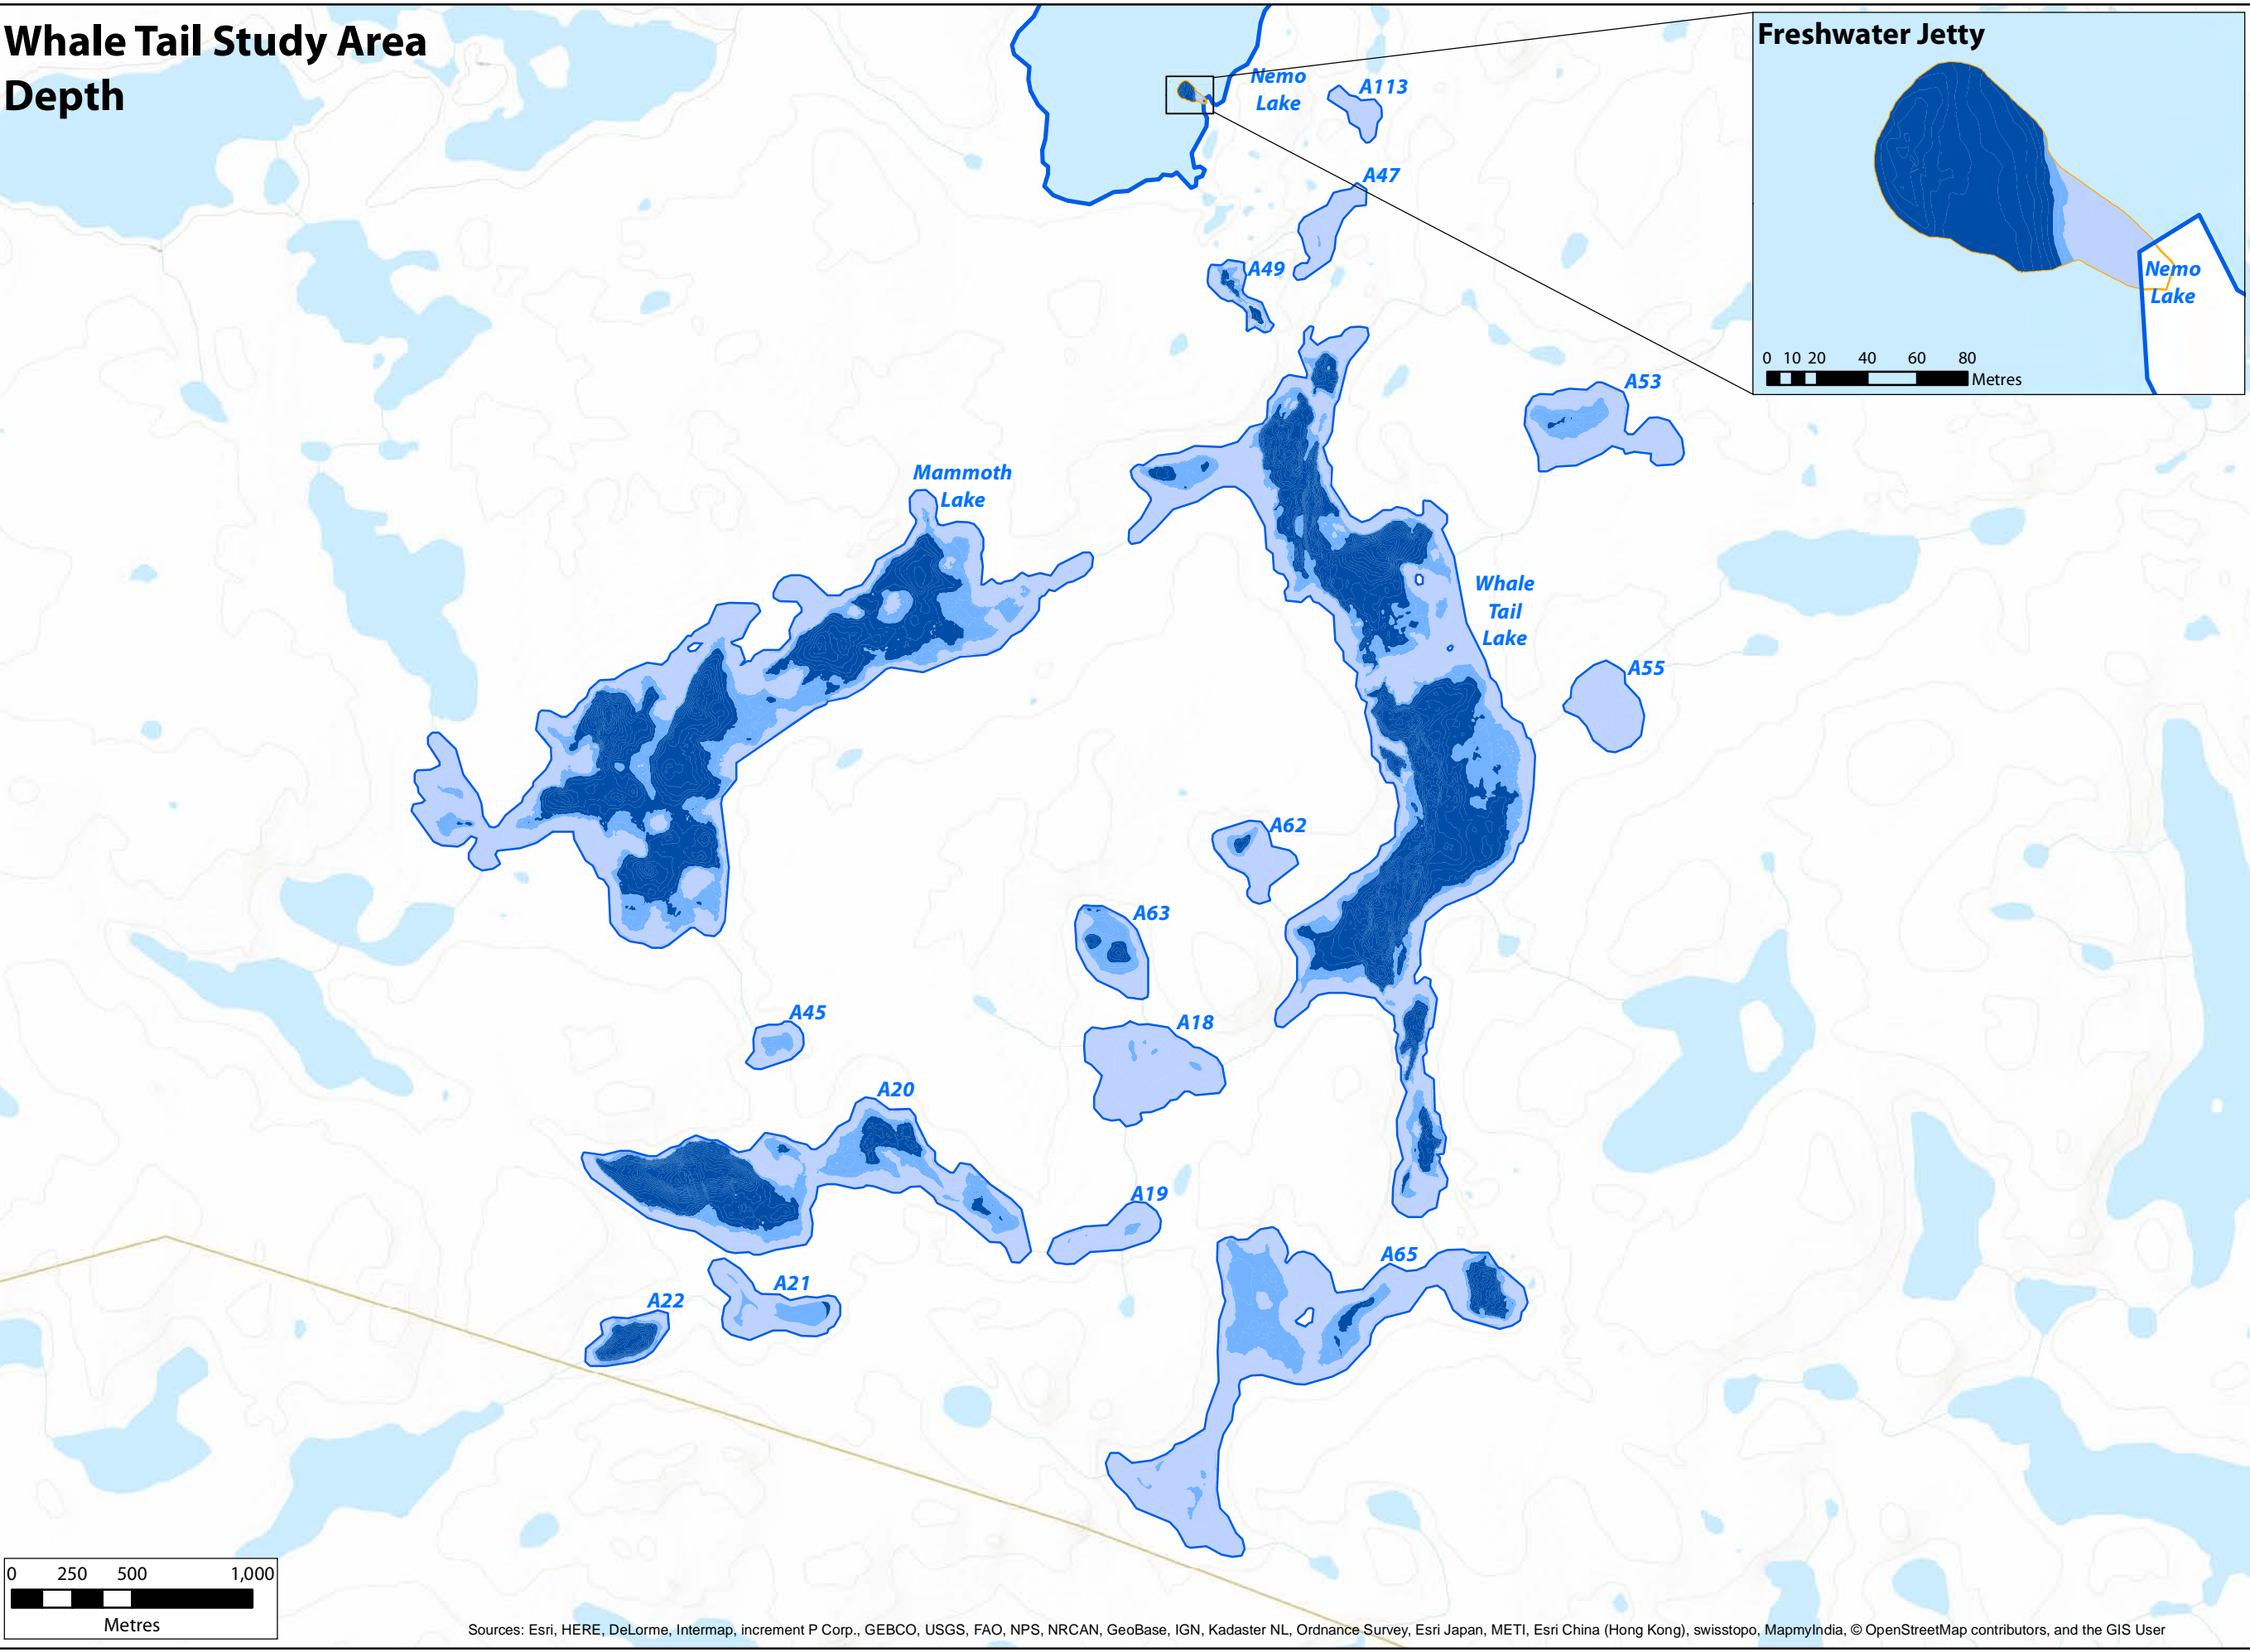 Whale Tail Study Area
Depth
Freshwater Jetty
Nemo
Lake
0 10 20 40 60 80
Metres
Nemo
Lake
A113
A47
A49
A53
Mammoth
Lake
Whale
Tail
Lake
A55
A62
A63
A45
A18
A20
A19
A65
A21
A22
0 250 500 1,000
Metres
Sources: Esri, HERE, DeLorme, Intermap, increment P Corp., GEBCO, USGS, FAO, NPS, NRCAN, GeoBase, IGN, Kadaster NL, Ordnance Survey, Esri Japan, METI, Esri China (Hong Kong), swisstopo, MapmyIndia, © OpenStreetMap contributors, and the GIS User